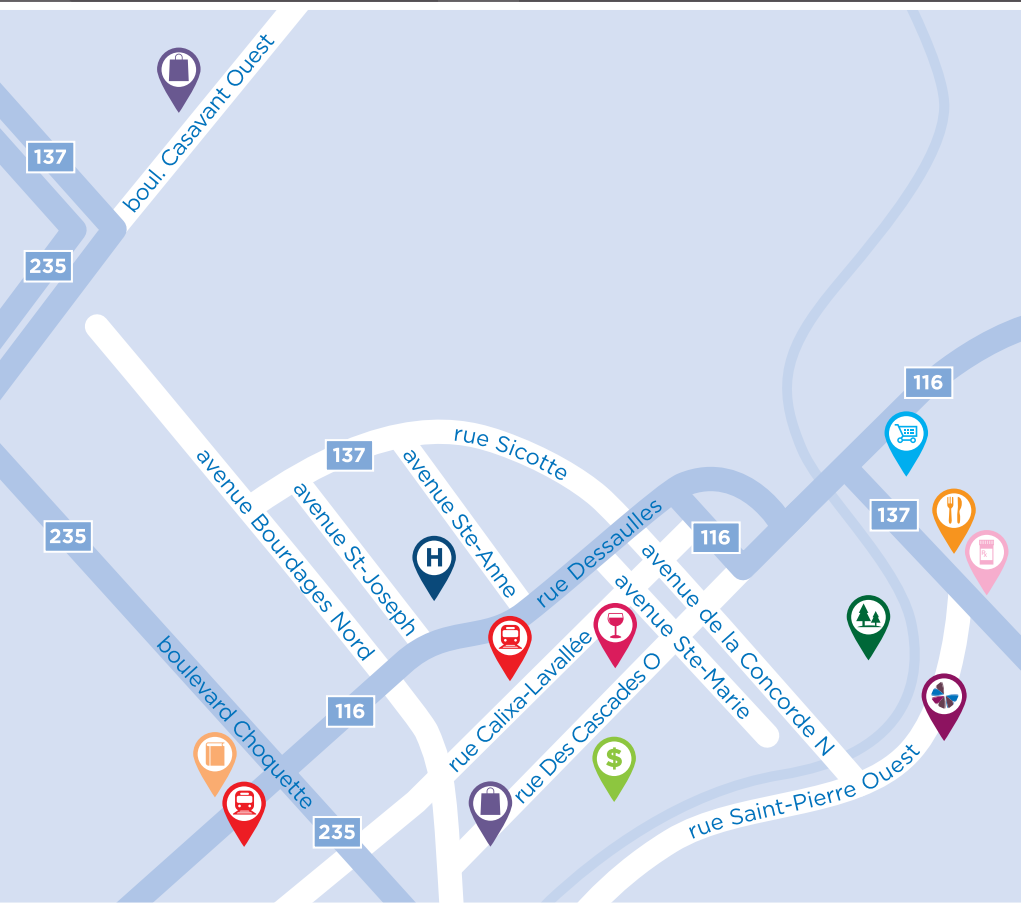 boul. Casavant Ouest
137
235
116
rue Sicotte
137
avenue Bourdages Nord
avenue St-Joseph
avenue Ste-Anne
H
rue Dessaulles
116
137
235
avenue de la Concorde N
avenue Ste-Marie
boulevard Choquette
rue Calixa-Lavallée
rue Des Cascades O
116
$
rue Saint-Pierre Ouest
235